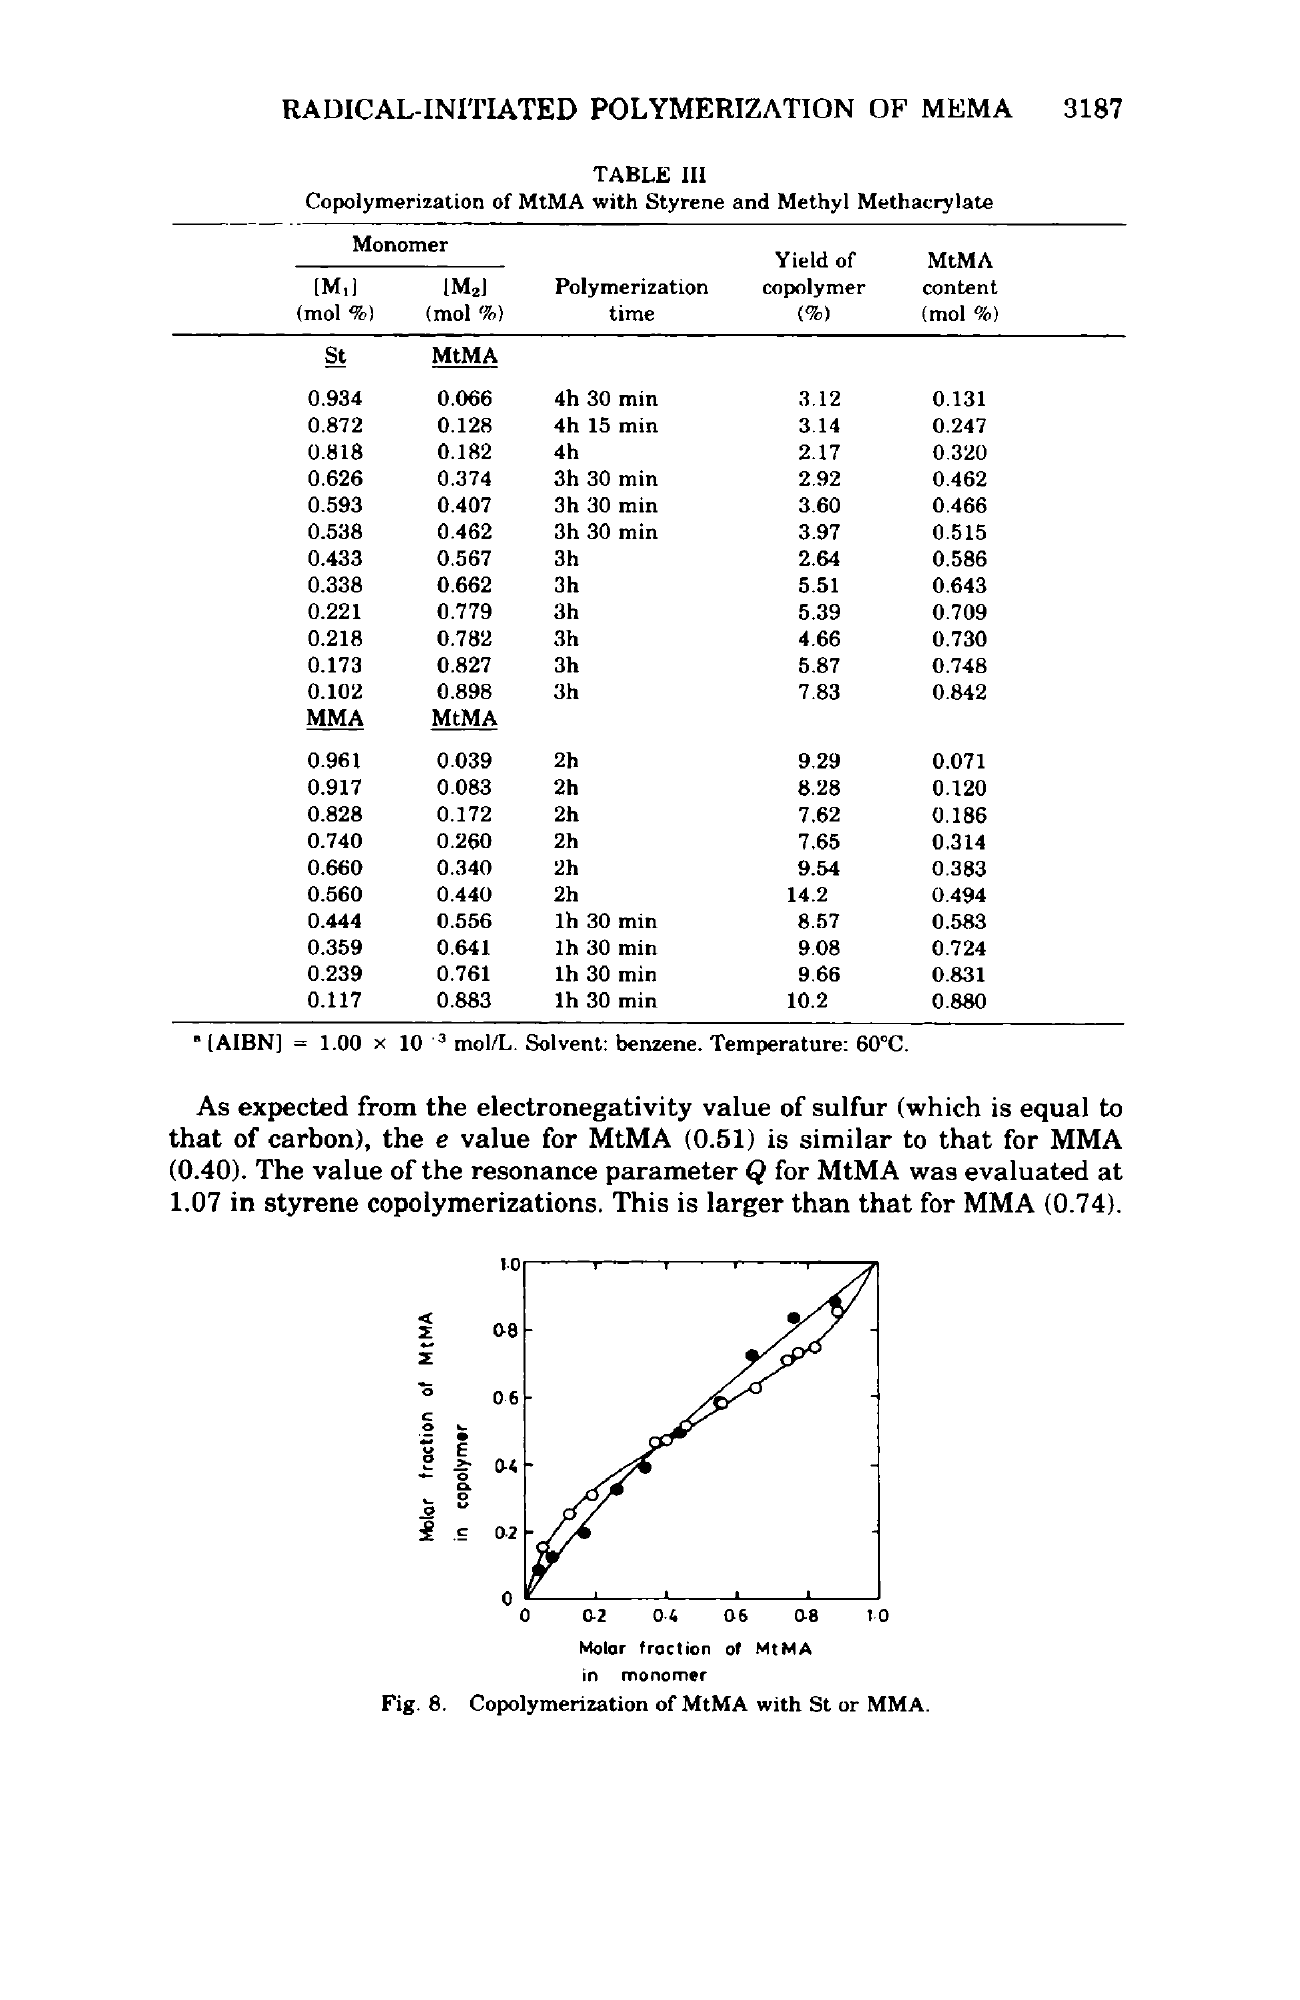 RADICAL-INITIATED POLYMERIZATION OF MEMA 3187
TABLE III
Copolymerization of MtMA with Styrene and Methyl Methacrylate
Monomer
Yield of MtMA
[M₁] [M₂] Polymerization copolymer content
(mol %) (mol %) time (%) (mol %)
St MtMA
0.934 0.066 4h 30 min 3.12 0.131
0.872 0.128 4h 15 min 3.14 0.247
0.818 0.182 4h 2.17 0.320
0.626 0.374 3h 30 min 2.92 0.462
0.593 0.407 3h 30 min 3.60 0.466
0.538 0.462 3h 30 min 3.97 0.515
0.433 0.567 3h 2.64 0.586
0.338 0.662 3h 5.51 0.643
0.221 0.779 3h 5.39 0.709
0.218 0.782 3h 4.66 0.730
0.173 0.827 3h 5.87 0.748
0.102 0.898 3h 7.83 0.842
MMA MtMA
0.961 0.039 2h 9.29 0.071
0.917 0.083 2h 8.28 0.120
0.828 0.172 2h 7.62 0.186
0.740 0.260 2h 7.65 0.314
0.660 0.340 2h 9.54 0.383
0.560 0.440 2h 14.2 0.494
0.444 0.556 1h 30 min 8.57 0.583
0.359 0.641 1h 30 min 9.08 0.724
0.239 0.761 1h 30 min 9.66 0.831
0.117 0.883 1h 30 min 10.2 0.880
ᵃ [AIBN] = 1.00 × 10⁻³ mol/L. Solvent: benzene. Temperature: 60°C.
As expected from the electronegativity value of sulfur (which is equal to
that of carbon), the e value for MtMA (0.51) is similar to that for MMA
(0.40). The value of the resonance parameter Q for MtMA was evaluated at
1.07 in styrene copolymerizations. This is larger than that for MMA (0.74).
Molar fraction of MtMA
in copolymer
1.0
0.8
0.6
0.4
0.2
0
0 0.2 0.4 0.6 0.8 1.0
Molar fraction of MtMA
in monomer
Fig. 8. Copolymerization of MtMA with St or MMA.